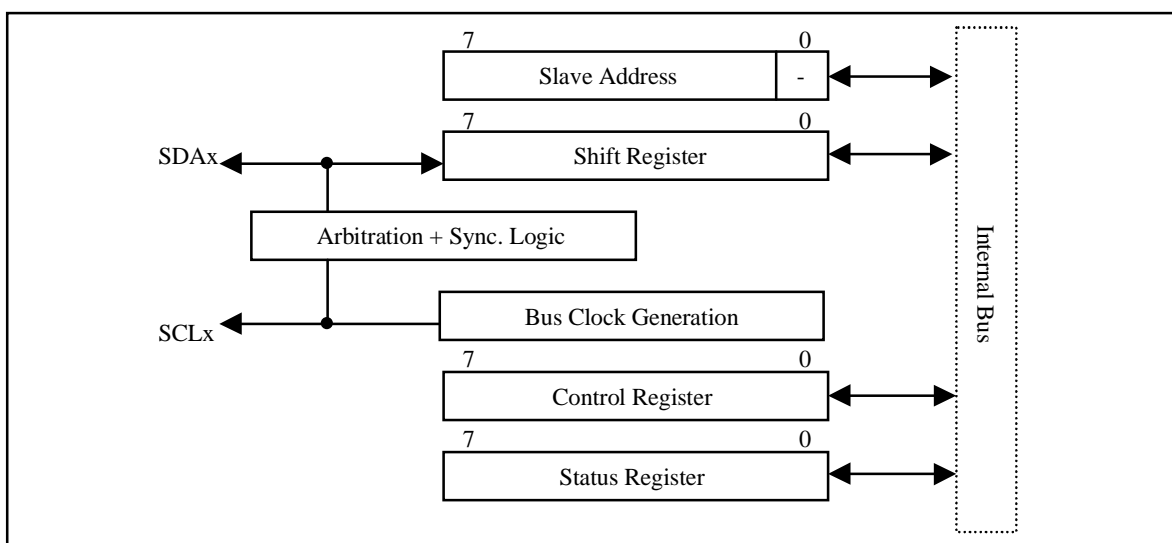 7 0
Slave Address -
7 0
SDAx Shift Register
Arbitration + Sync. Logic
SCLx Bus Clock Generation
7 0
Control Register
7 0
Status Register
Internal Bus